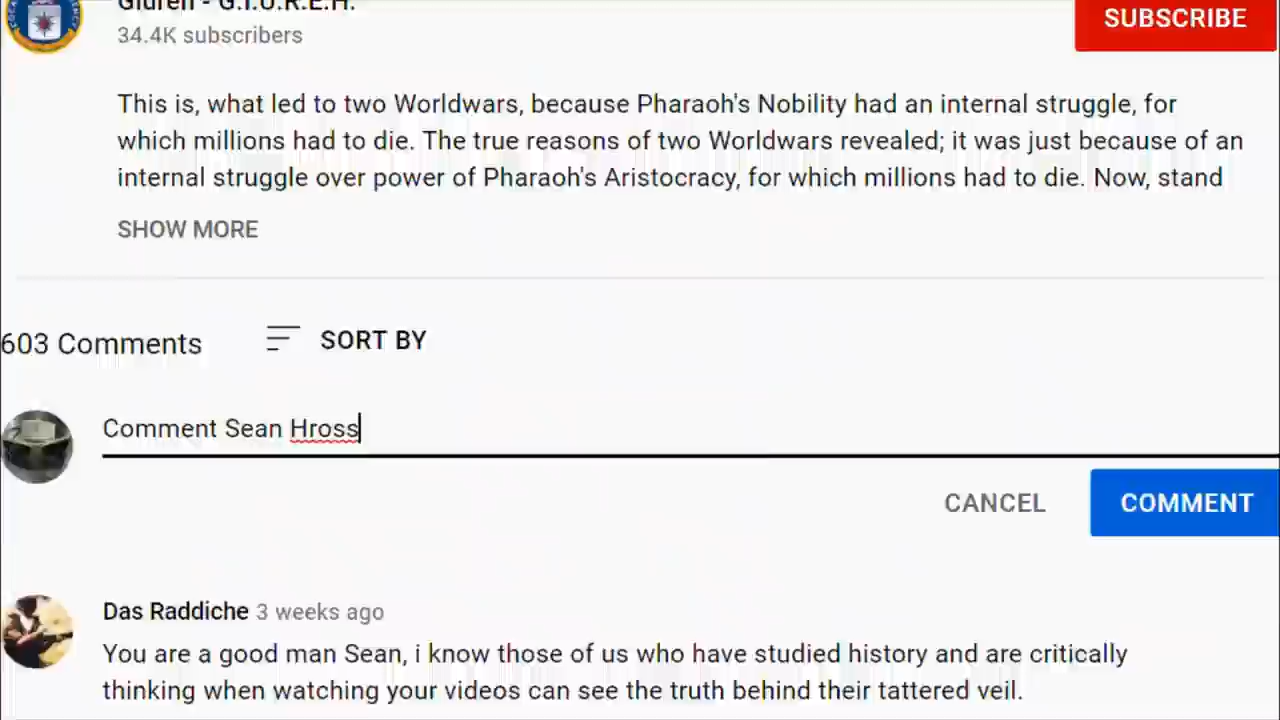 Giureh - G.I.U.R.E.H.
34.4K subscribers
SUBSCRIBE
This is, what led to two Worldwars, because Pharaoh's Nobility had an internal struggle, for
which millions had to die. The true reasons of two Worldwars revealed; it was just because of an
internal struggle over power of Pharaoh's Aristocracy, for which millions had to die. Now, stand
SHOW MORE
603 Comments
SORT BY
Comment Sean Hross
CANCEL
COMMENT
Das Raddiche 3 weeks ago
You are a good man Sean, i know those of us who have studied history and are critically
thinking when watching your videos can see the truth behind their tattered veil.